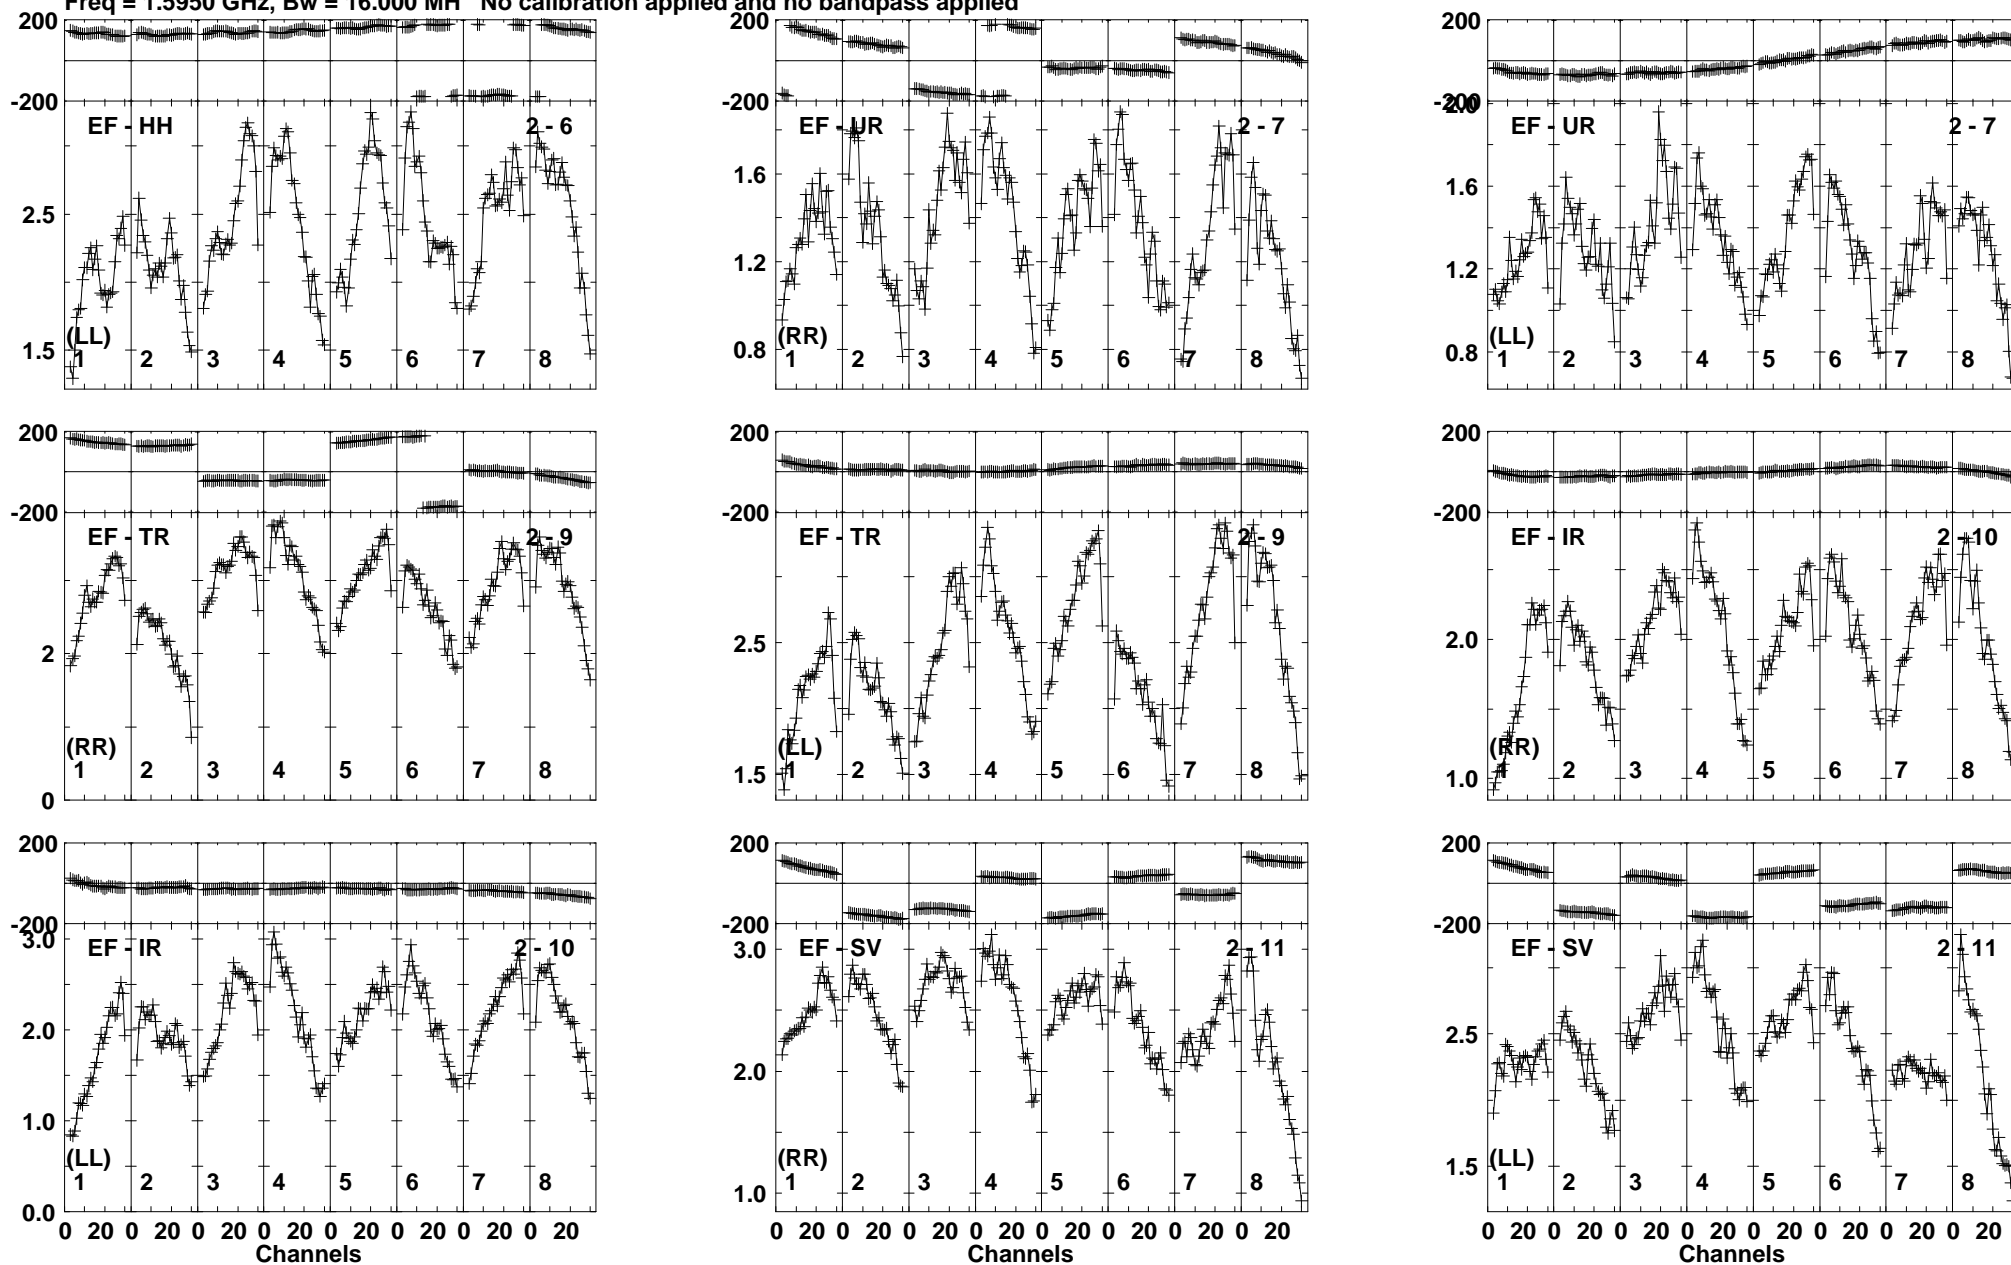 Freq = 1.5950 GHz, Bw = 16.000 MH No calibration applied and no bandpass applied
200 200 200
-200 -200 -200
EF - HH 2 - 6 EF - UR 2 - 7 2.0 EF - UR 2 - 7
2.5 1.6 1.6
1.2 1.2
1.5 (LL) 0.8 (RR) 0.8 (LL)
1 2 3 4 5 6 7 8 1 2 3 4 5 6 7 8 1 2 3 4 5 6 7 8
200 200 200
-200 -200 -200
EF - TR 2 - 9 EF - TR 2 - 9 EF - IR 2 - 10
2 2.5 2.0
(RR) (LL) (RR)
1 2 3 4 5 6 7 8 1.5 1 2 3 4 5 6 7 8 1.0 1 2 3 4 5 6 7 8
0
200 200 200
-200 -200 -200
3.0 EF - IR 2 - 10 3.0 EF - SV 2 - 11 EF - SV 2 - 11
2.0 2.0 2.5
1.0 (LL) (RR) 1.5 (LL)
1 2 3 4 5 6 7 8 1.0 1 2 3 4 5 6 7 8 1 2 3 4 5 6 7 8
0.0
0 20 0 20 0 20 0 20 0 20 0 20 0 20 0 20 0 20 0 20 0 20 0 20 0 20 0 20 0 20 0 20 0 20 0 20 0 20 0 20 0 20 0 20 0 20 0 20
Channels Channels Channels